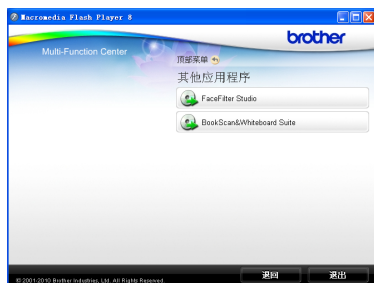 Macromedia Flash Player 8
brother
Multi-Function Center
顶部菜单
其他应用程序
FaceFilter Studio
BookScan&Whiteboard Suite
退回
退出
© 2001-2010 Brother Industries, Ltd. All Rights Reserved.